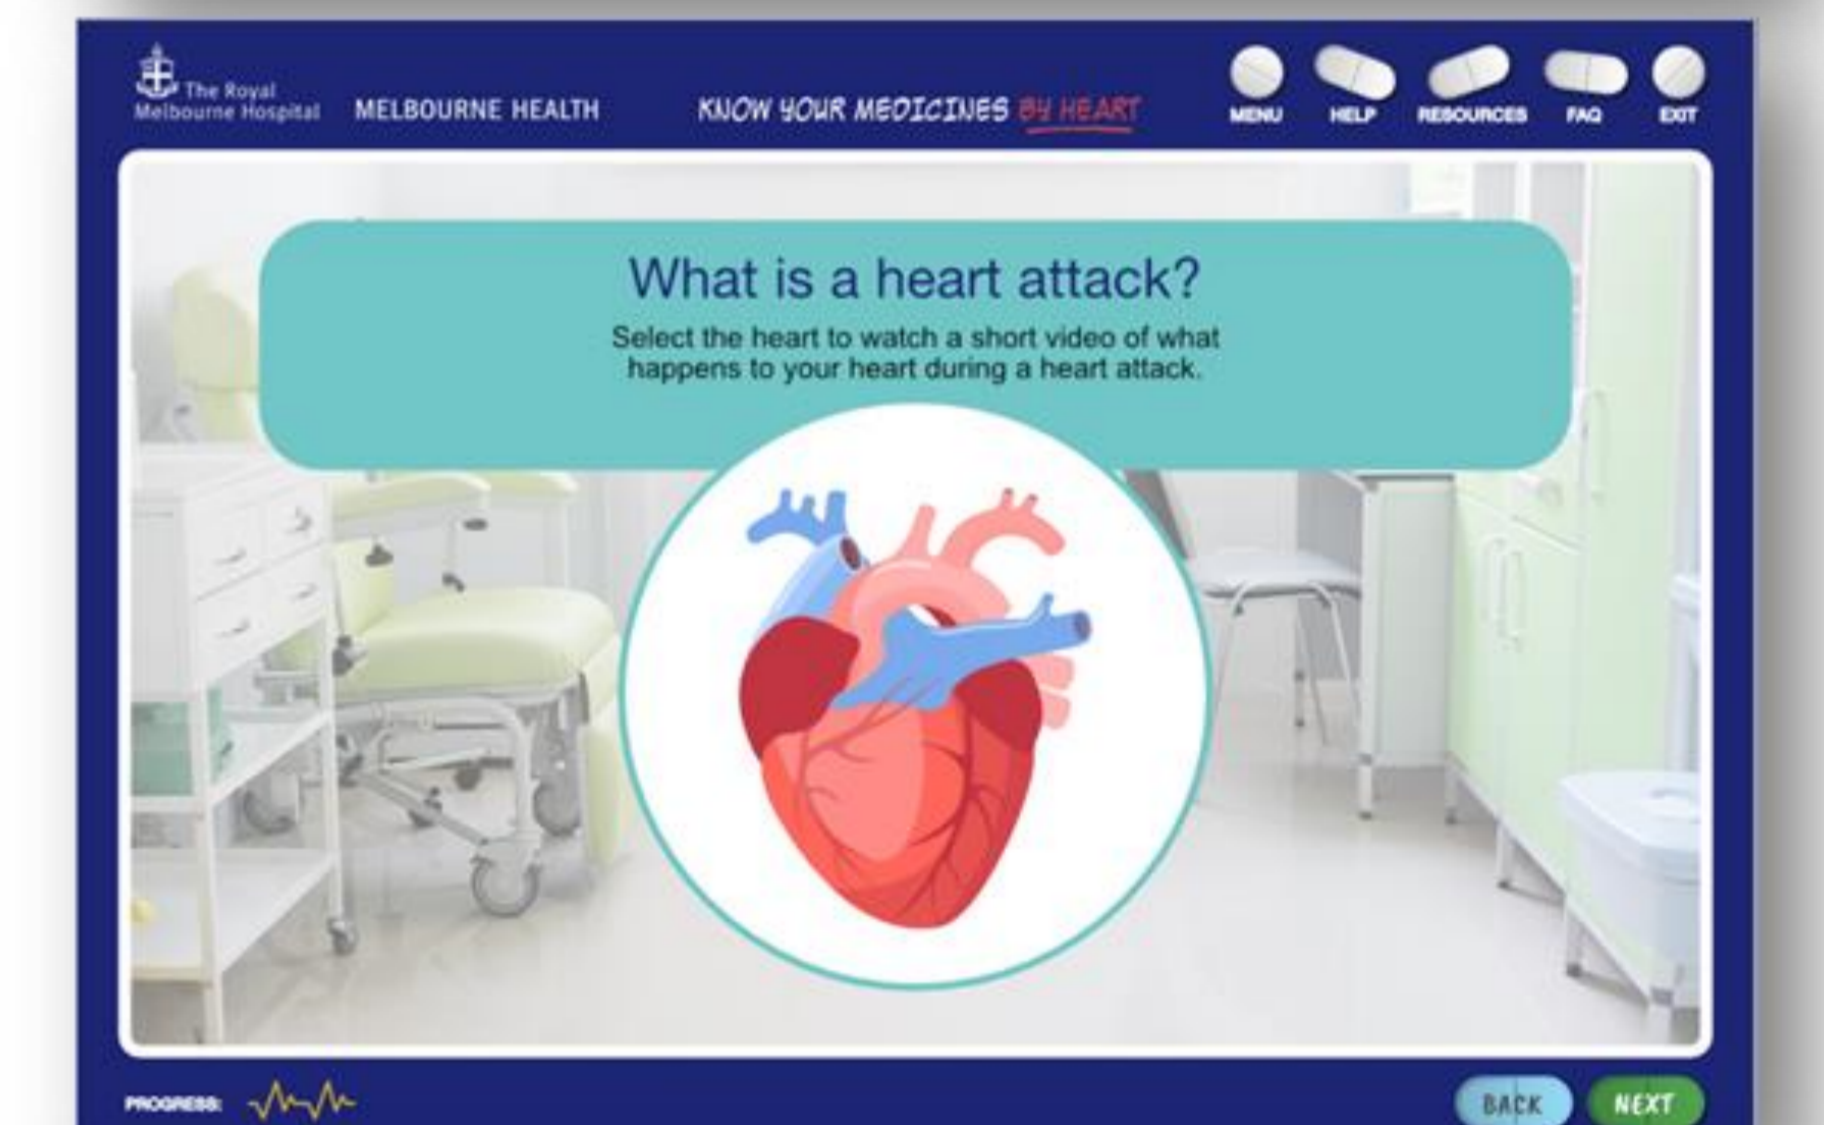 The Royal
Melbourne Hospital
MELBOURNE HEALTH
KNOW YOUR MEDICINES BY HEART
MENU
HELP
RESOURCES
FAQ
EXIT
What is a heart attack?
Select the heart to watch a short video of what
happens to your heart during a heart attack.
PROGRESS:
BACK
NEXT